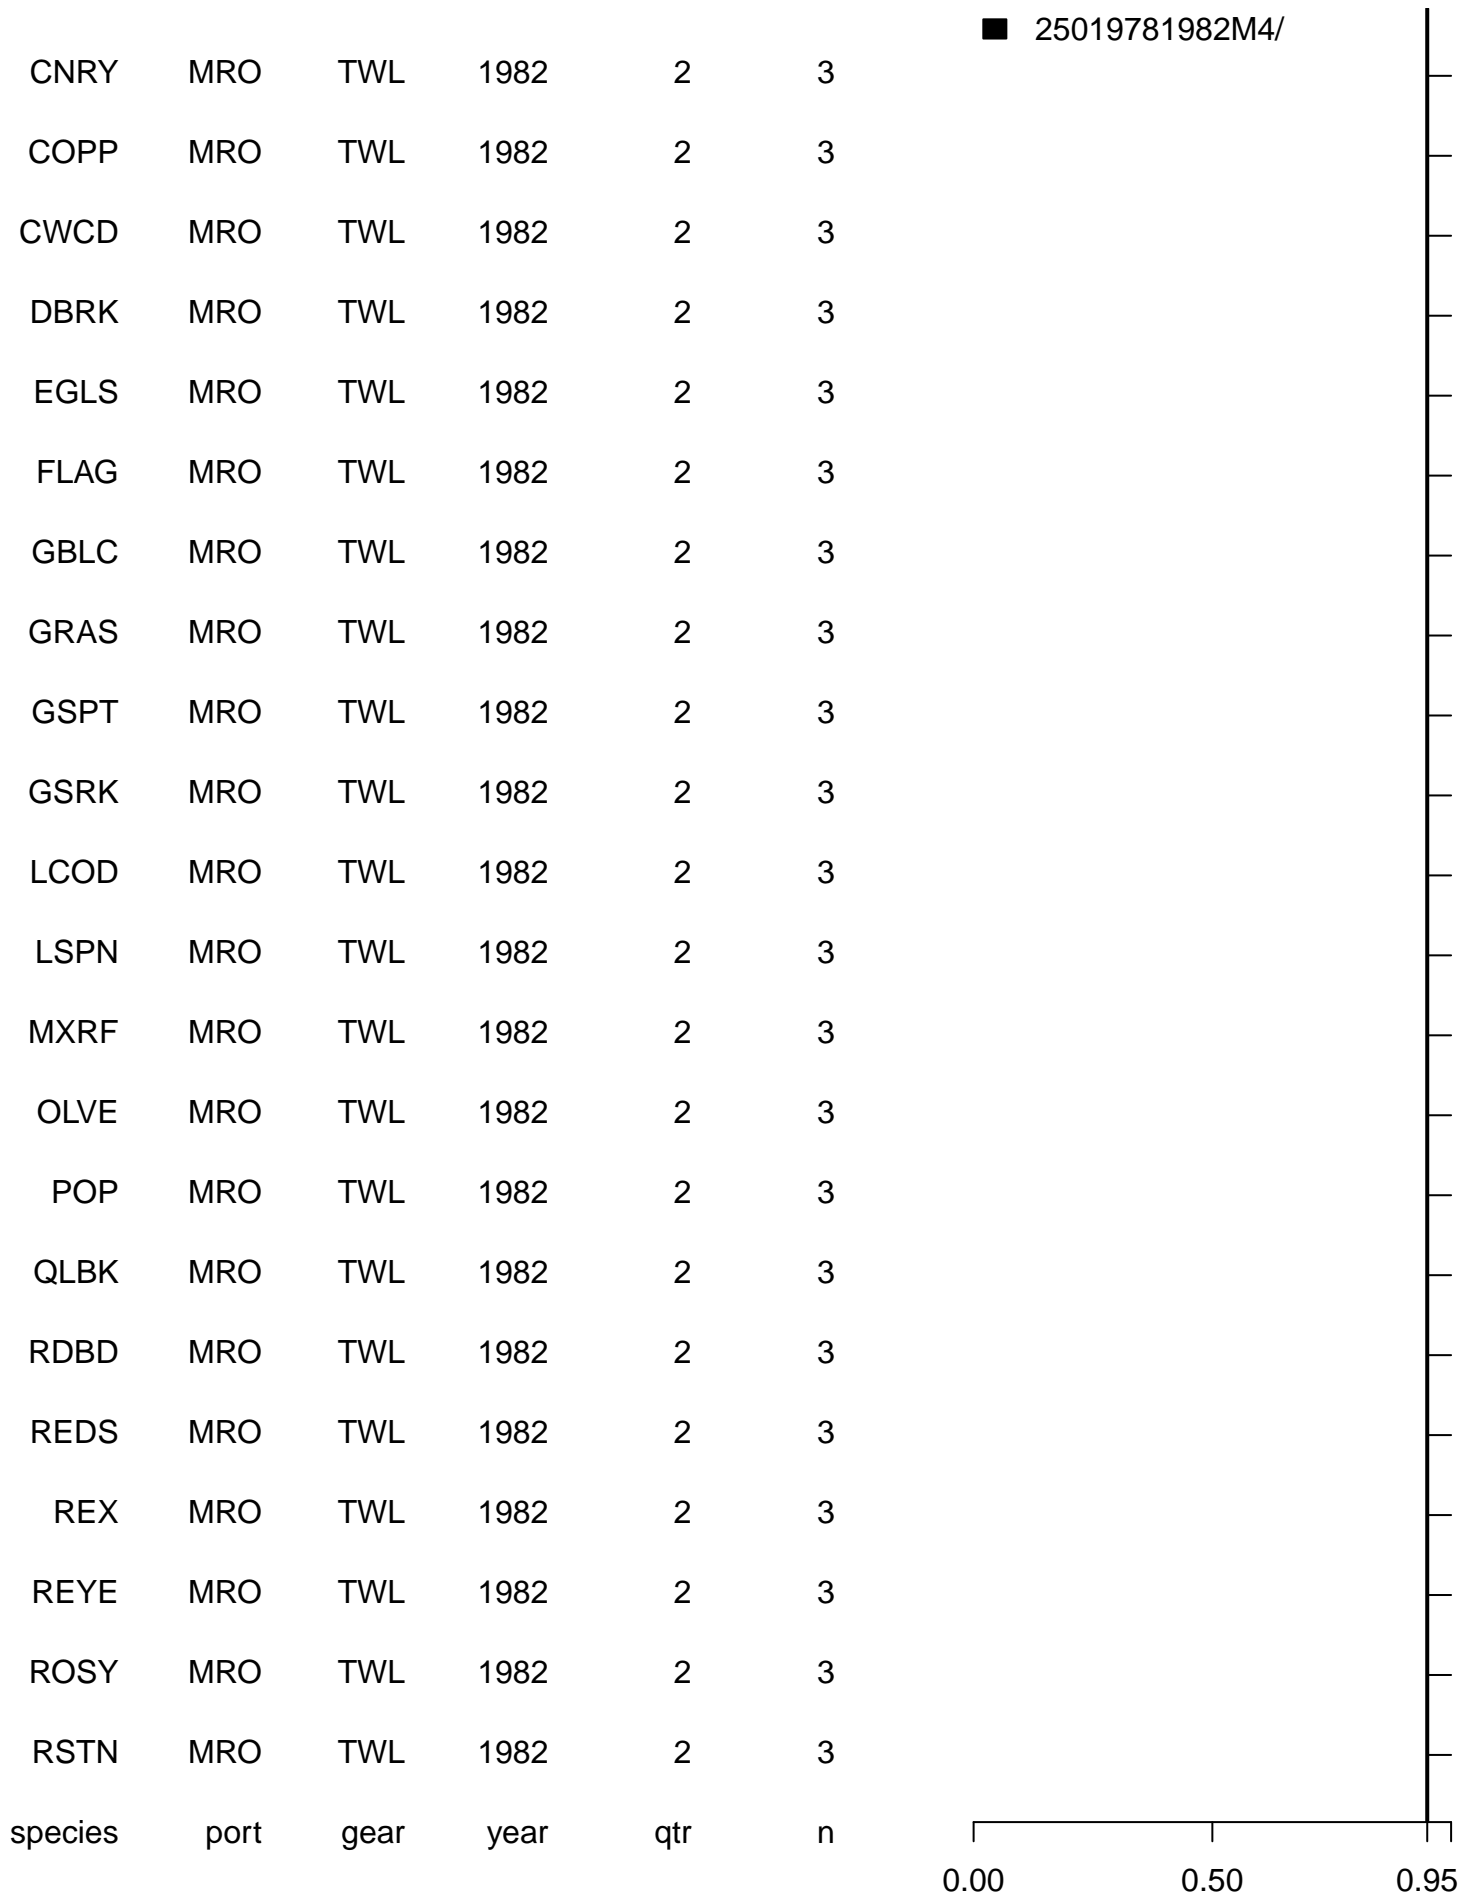 25019781982M4/
CNRY MRO TWL 1982 2 3
COPP MRO TWL 1982 2 3
CWCD MRO TWL 1982 2 3
DBRK MRO TWL 1982 2 3
EGLS MRO TWL 1982 2 3
FLAG MRO TWL 1982 2 3
GBLC MRO TWL 1982 2 3
GRAS MRO TWL 1982 2 3
GSPT MRO TWL 1982 2 3
GSRK MRO TWL 1982 2 3
LCOD MRO TWL 1982 2 3
LSPN MRO TWL 1982 2 3
MXRF MRO TWL 1982 2 3
OLVE MRO TWL 1982 2 3
POP MRO TWL 1982 2 3
QLBK MRO TWL 1982 2 3
RDBD MRO TWL 1982 2 3
REDS MRO TWL 1982 2 3
REX MRO TWL 1982 2 3
REYE MRO TWL 1982 2 3
ROSY MRO TWL 1982 2 3
RSTN MRO TWL 1982 2 3
species port gear year qtr n
0.00 0.50 0.95